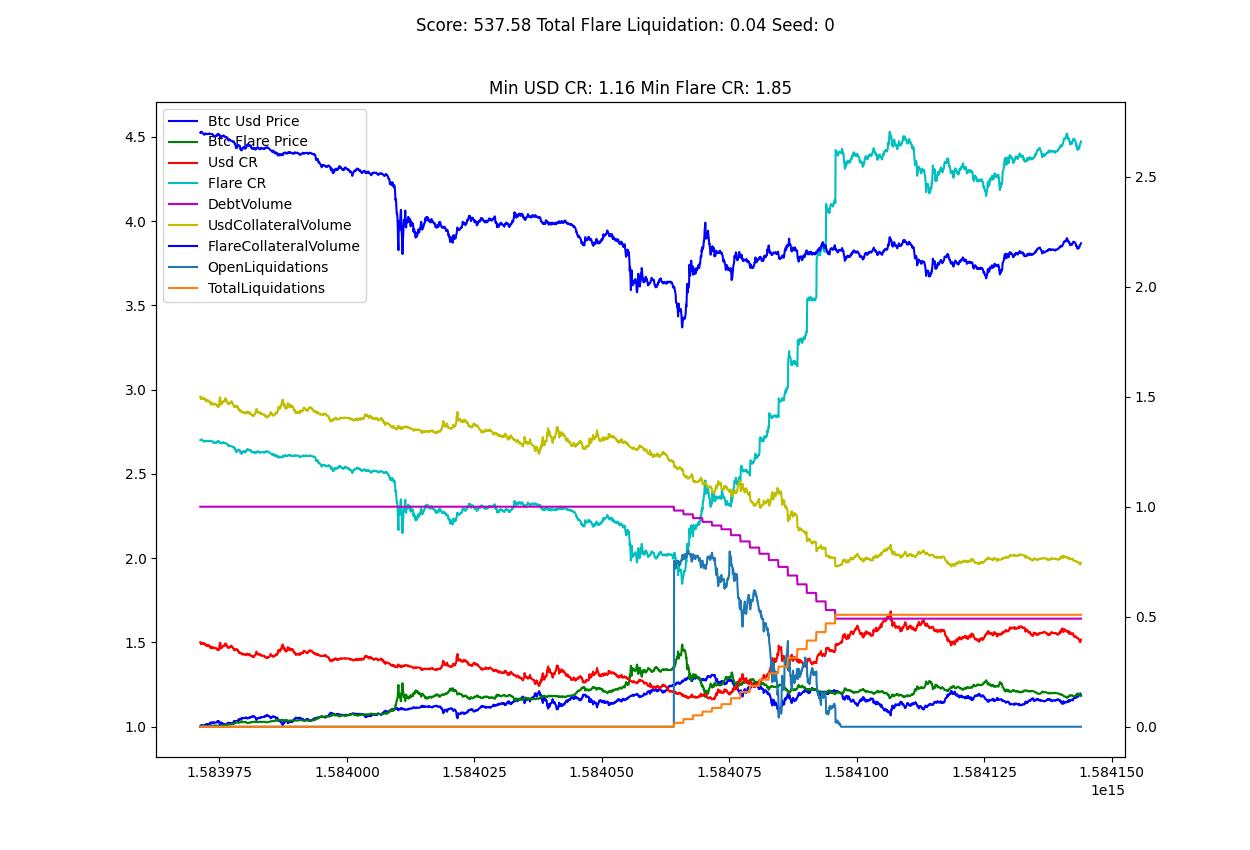 Score: 537.58 Total Flare Liquidation: 0.04 Seed: 0
Min USD CR: 1.16 Min Flare CR: 1.85
Btc Usd Price
Btc Flare Price
Usd CR
Flare CR
DebtVolume
UsdCollateralVolume
FlareCollateralVolume
OpenLiquidations
TotalLiquidations
4.5
4.0
3.5
3.0
2.5
2.0
1.5
1.0
2.5
2.0
1.5
1.0
0.5
0.0
1.583975 1.584000 1.584025 1.584050 1.584075 1.584100 1.584125 1.584150
1e15